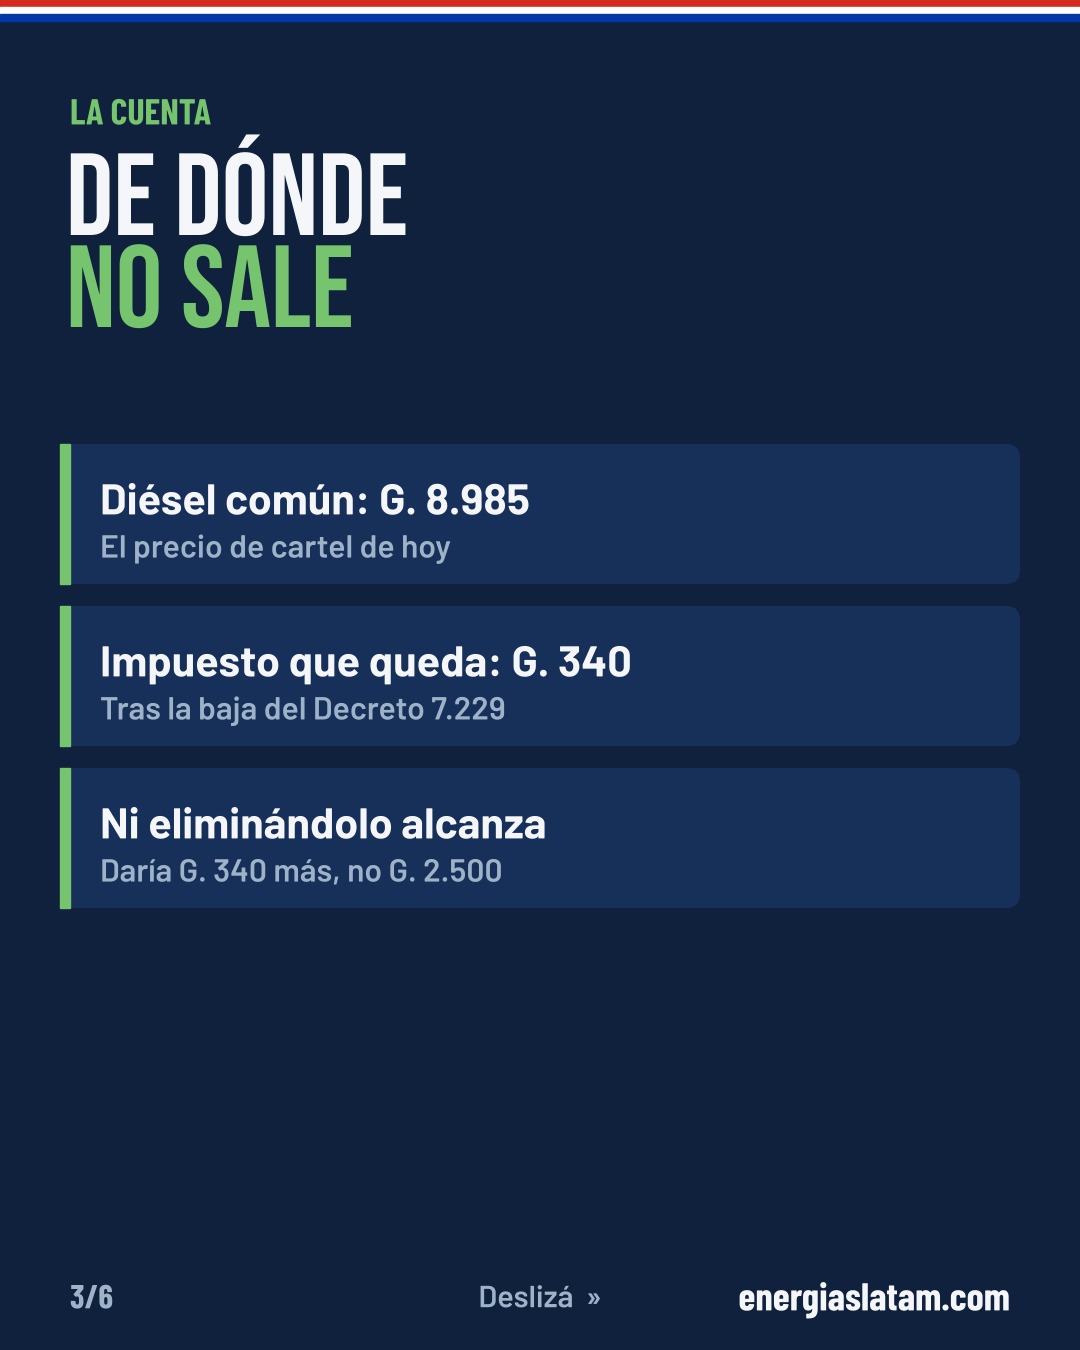 LA CUENTA
DE DÓNDE
NO SALE
Diésel común: G. 8.985
El precio de cartel de hoy
Impuesto que queda: G. 340
Tras la baja del Decreto 7.229
Ni eliminándolo alcanza
Daría G. 340 más, no G. 2.500
3/6
Deslizá »
energiaslatam.com